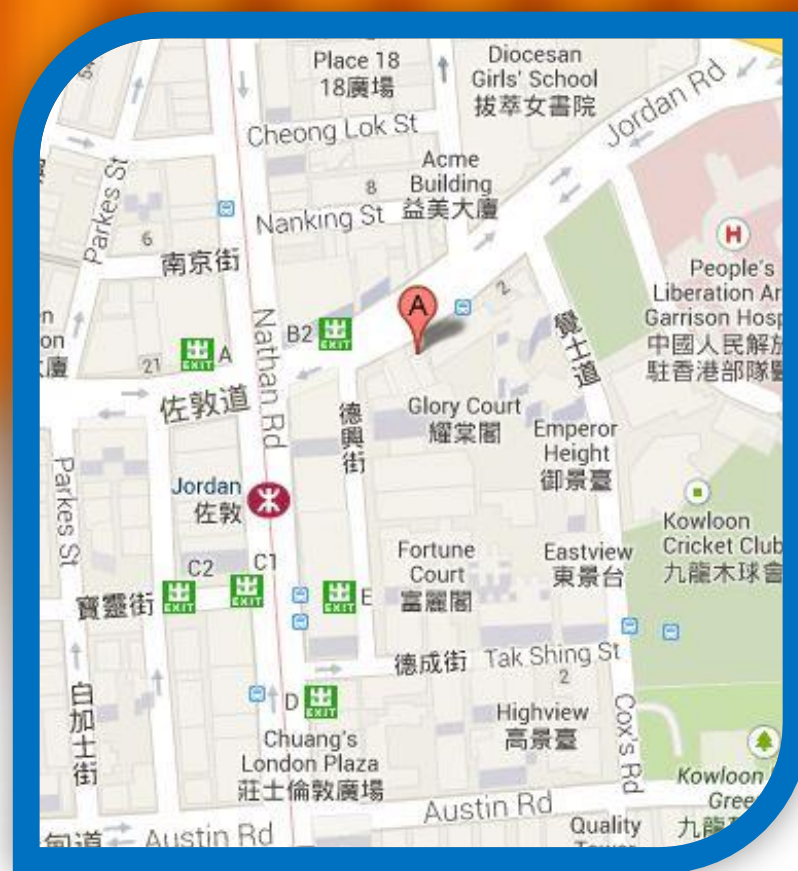 54
Place 18
18廣場
Diocesan
Girls' School
拔萃女書院
Jordan Rd
Cheong Lok St
Parkes St
Acme
Building
益美大廈
8
Nanking St
6
南京街
H
People's
Liberation Ar
Garrison Hosp
中國人民解放
駐香港部隊醫
2
A
B2
EXIT
Nathan Rd
覺士道
n
on
大廈
21
EXIT
A
佐敦道
德興街
Glory Court
耀棠閣
Emperor
Height
御景臺
Parkes St
Jordan
佐敦
Kowloon
Cricket Club
九龍木球會
C2
EXIT
C1
EXIT
寶靈街
EXIT
E
Fortune
Court
富麗閣
Eastview
東景台
德成街
Tak Shing St
2
白加士街
D
EXIT
Chuang's
London Plaza
莊士倫敦廣場
Highview
高景臺
Cox's Rd
Kowloon
Gree
九龍
Austin Rd
Austin Rd
甸道
Quality